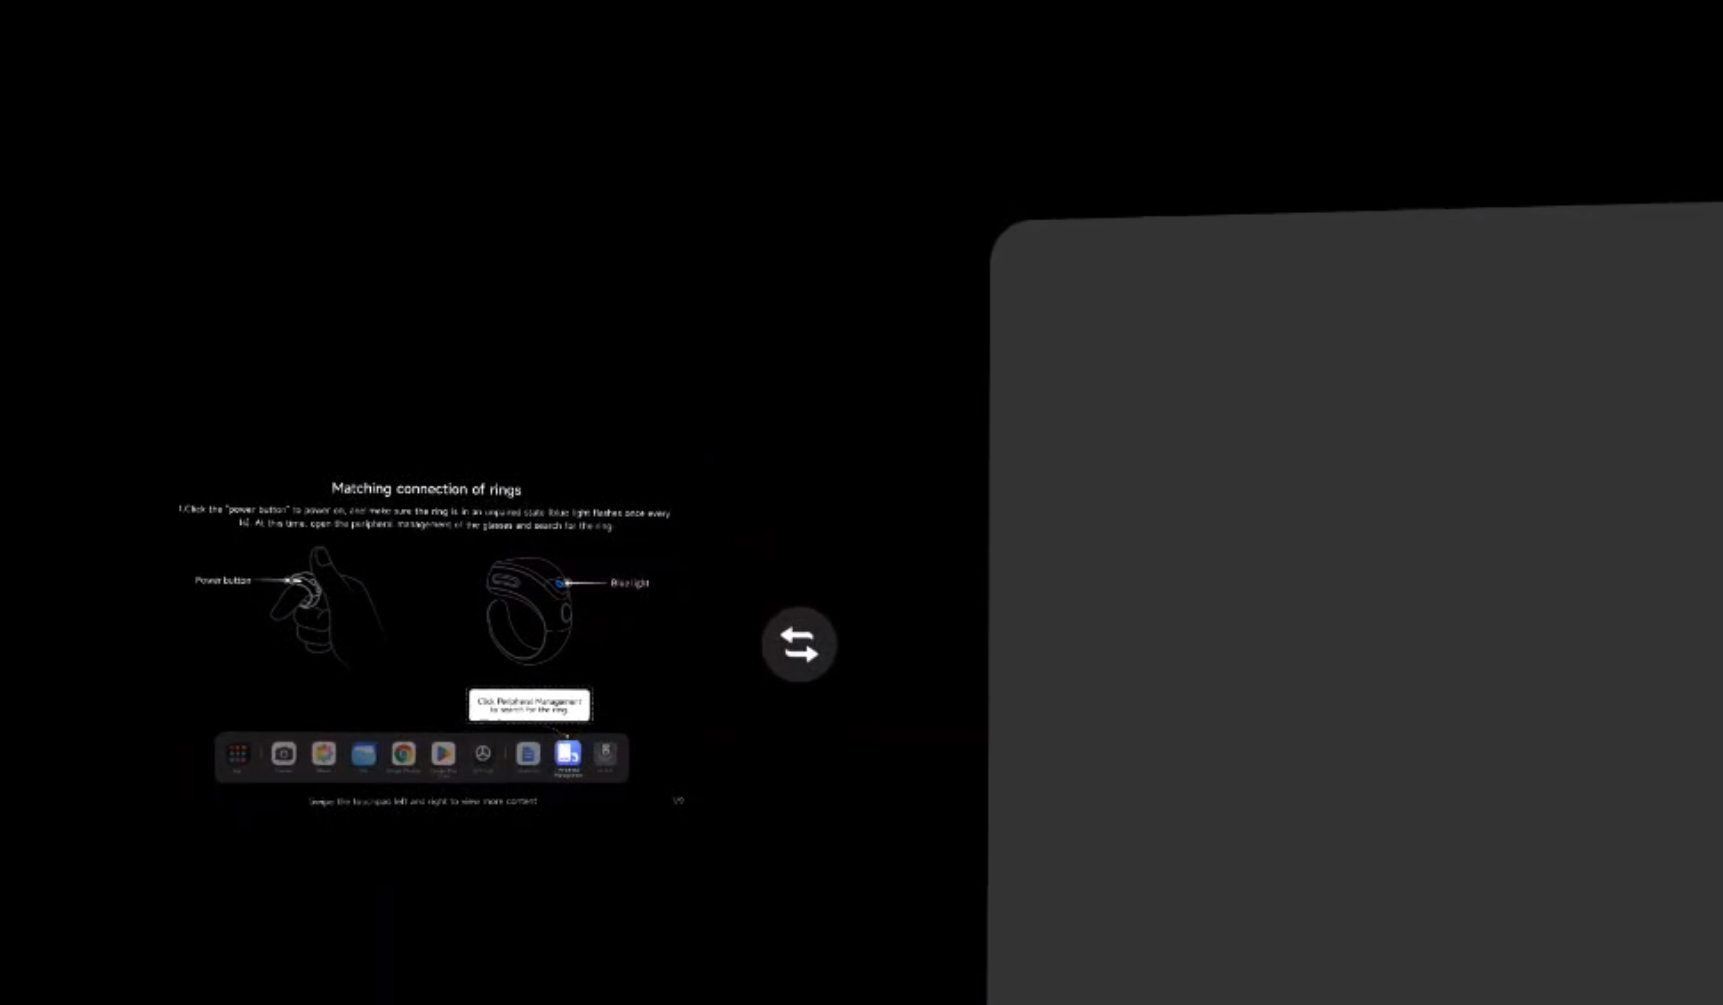 Matching connection of rings
1.Click the "power button" to power on, and make sure the ring is in an unpaired state (blue light flashes once every
1s). At this time, open the peripheral management of the glasses and search for the ring.
Power button
Blue light
Click Peripheral Management
to search for the ring.
Swipe the touchpad left and right to view more content